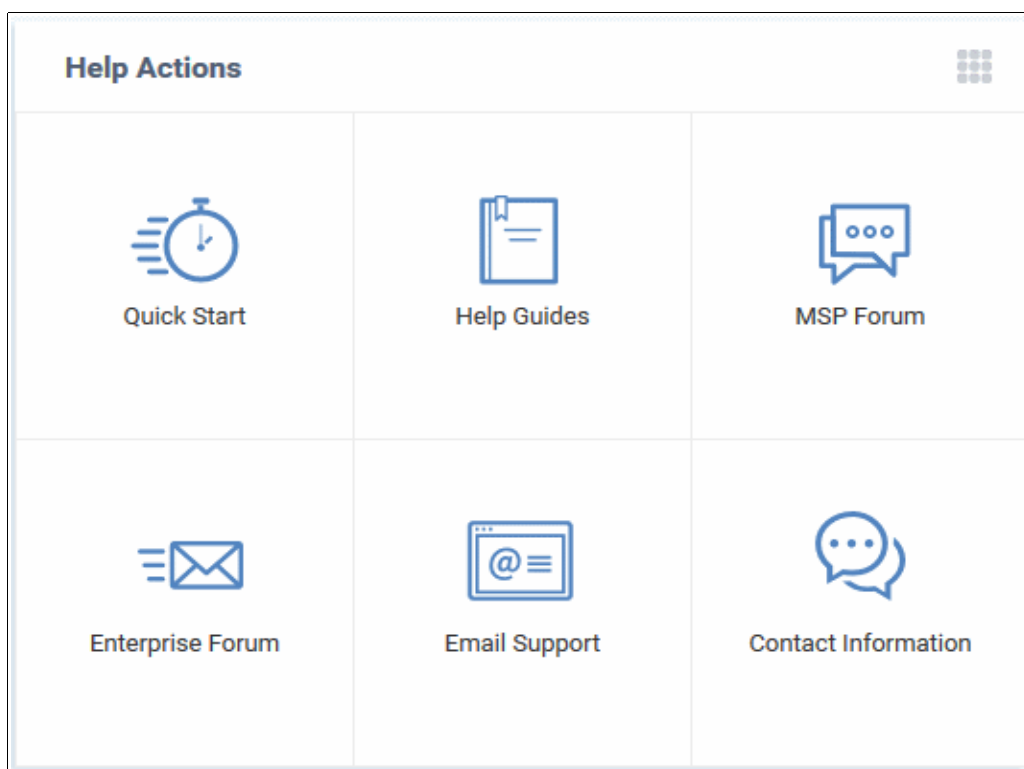 Help Actions
Quick Start
Help Guides
MSP Forum
Enterprise Forum
@
Email Support
Contact Information